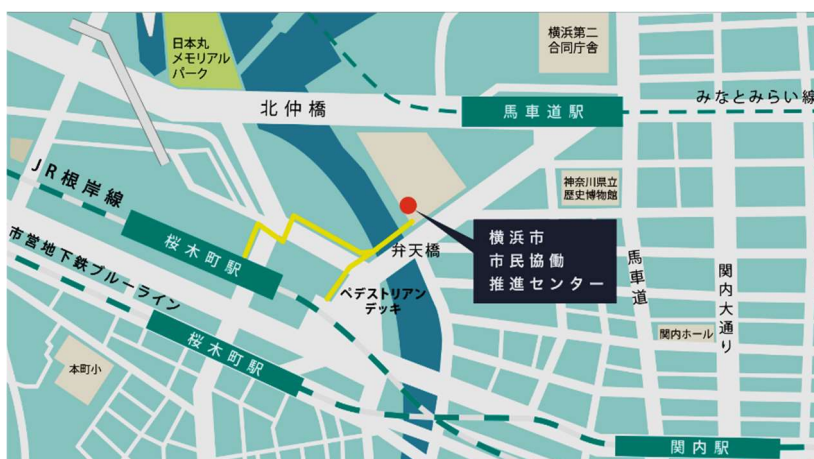 日本丸
メモリアル
パーク
横浜第二
合同庁舎
北仲橋
馬車道駅
みなとみらい線
JR根岸線
神奈川県立
歴史博物館
桜木町駅
市営地下鉄ブルーライン
弁天橋
横浜市
市民協働
推進センター
馬車道
関内大通り
ペデストリアン
デッキ
桜木町駅
関内ホール
本町小
関内駅